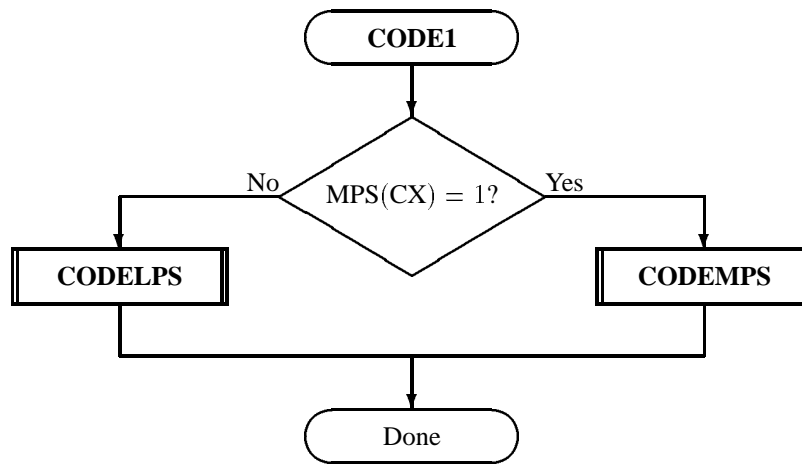 CODE1
No
MPS(CX) = 1?
Yes
CODELPS
CODEMPS
Done